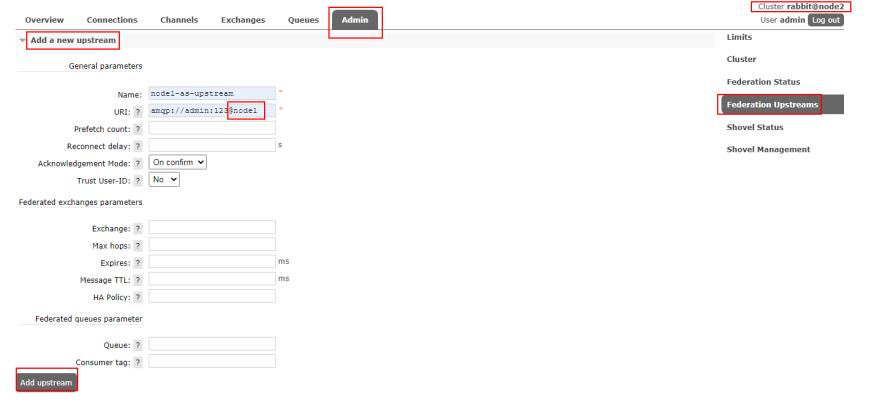 Cluster rabbit@node2
Overview Connections Channels Exchanges Queues Admin
User admin Log out
Add a new upstream
General parameters
Name: node1-as-upstream *
URI: ? amqp://admin:123@node1 *
Prefetch count: ?
Reconnect delay: ? s
Acknowledgement Mode: ? On confirm
Trust User-ID: ? No
Federated exchanges parameters
Exchange: ?
Max hops: ?
Expires: ? ms
Message TTL: ? ms
HA Policy: ?
Federated queues parameter
Queue: ?
Consumer tag: ?
Add upstream
Limits
Cluster
Federation Status
Federation Upstreams
Shovel Status
Shovel Management